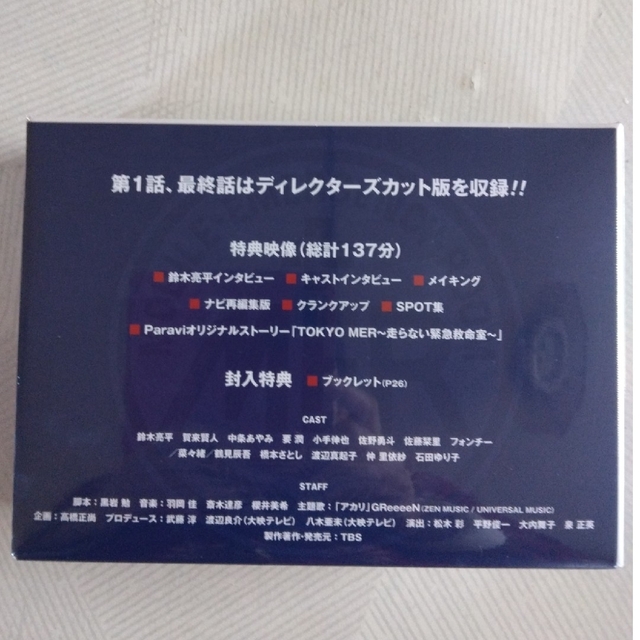 第1話、最終話はディレクターズカット版を収録!!
特典映像(総計137分)
■ 鈴木亮平インタビュー ■ キャストインタビュー ■ メイキング
■ ナビ再編集版 ■ クランクアップ ■ SPOT集
■ Paraviオリジナルストーリー「TOKYO MER〜走らない緊急救命室〜」
封入特典 ■ ブックレット(P26)
CAST
鈴木亮平 賀来賢人 中条あやみ 要 潤 小手伸也 佐野勇斗 佐藤栞里 フォンチー
／菜々緒／鶴見辰吾 橋本さとし 渡辺真起子 仲 里依紗 石田ゆり子
STAFF
脚本：黒岩 勉 音楽：羽岡 佳 斎木達彦 櫻井美希 主題歌：「アカリ」GReeeeN(ZEN MUSIC / UNIVERSAL MUSIC)
企画：高橋正尚 プロデュース：武藤 淳 渡辺良介(大映テレビ) 八木亜未(大映テレビ) 演出：松木 彩 平野俊一 大内舞子 泉 正英
製作著作・発売元：TBS